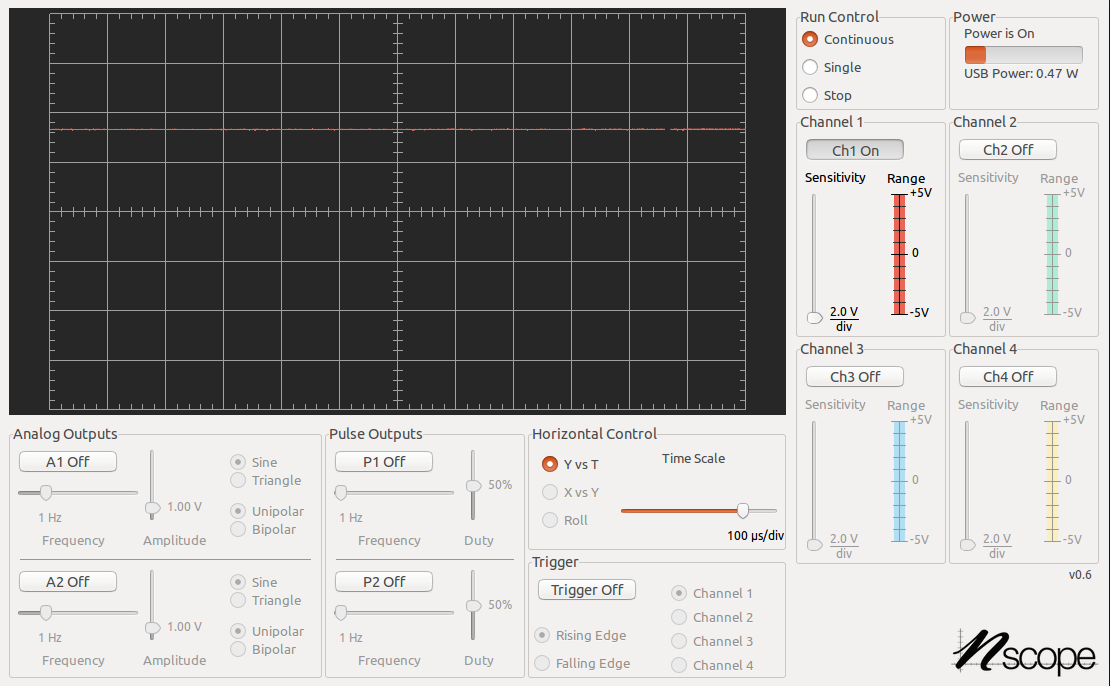 Run Control
Continuous
Single
Stop
Power
Power is On
USB Power: 0.47 W
Channel 1
Ch1 On
Sensitivity
Range
+5V
0
-5V
2.0 V
div
Channel 2
Ch2 Off
Sensitivity
Range
+5V
0
-5V
2.0 V
div
Channel 3
Ch3 Off
Sensitivity
Range
+5V
0
-5V
2.0 V
div
Channel 4
Ch4 Off
Sensitivity
Range
+5V
0
-5V
2.0 V
div
Analog Outputs
A1 Off
1 Hz
Frequency
1.00 V
Amplitude
Sine
Triangle
Unipolar
Bipolar
A2 Off
1 Hz
Frequency
1.00 V
Amplitude
Sine
Triangle
Unipolar
Bipolar
Pulse Outputs
P1 Off
1 Hz
Frequency
50%
Duty
P2 Off
1 Hz
Frequency
50%
Duty
Horizontal Control
Y vs T
X vs Y
Roll
Time Scale
100 µs/div
Trigger
Trigger Off
Rising Edge
Falling Edge
Channel 1
Channel 2
Channel 3
Channel 4
v0.6
nscope